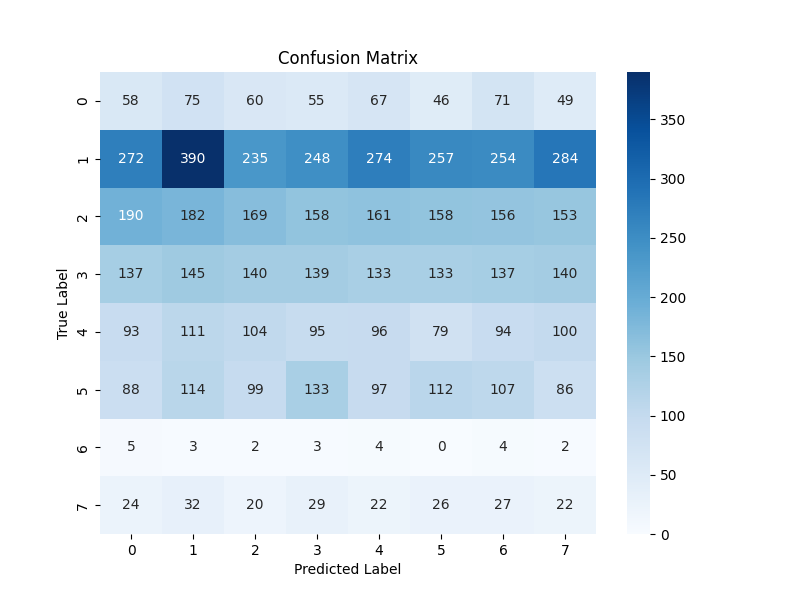 Confusion Matrix
0 58 75 60 55 67 46 71 49
1 272 390 235 248 274 257 254 284
2 190 182 169 158 161 158 156 153
3 137 145 140 139 133 133 137 140
4 93 111 104 95 96 79 94 100
5 88 114 99 133 97 112 107 86
6 5 3 2 3 4 0 4 2
7 24 32 20 29 22 26 27 22
0 1 2 3 4 5 6 7
Predicted Label
True Label
350
300
250
200
150
100
50
0